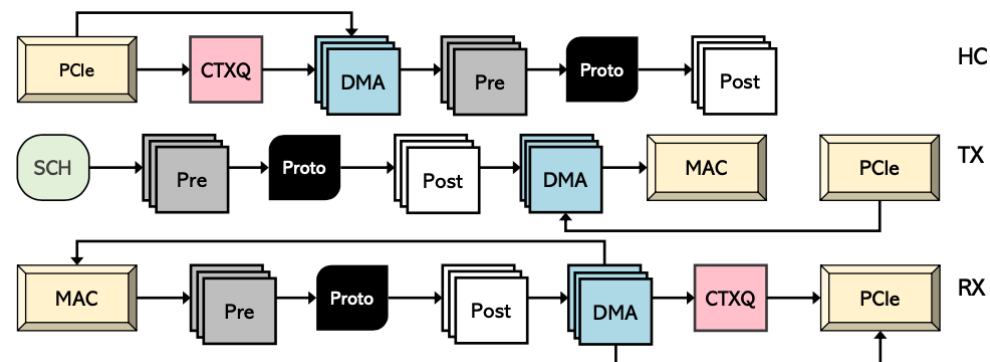 PCIe CTXQ DMA Pre Proto Post HC
SCH Pre Proto Post DMA MAC PCIe TX
MAC Pre Proto Post DMA CTXQ PCIe RX